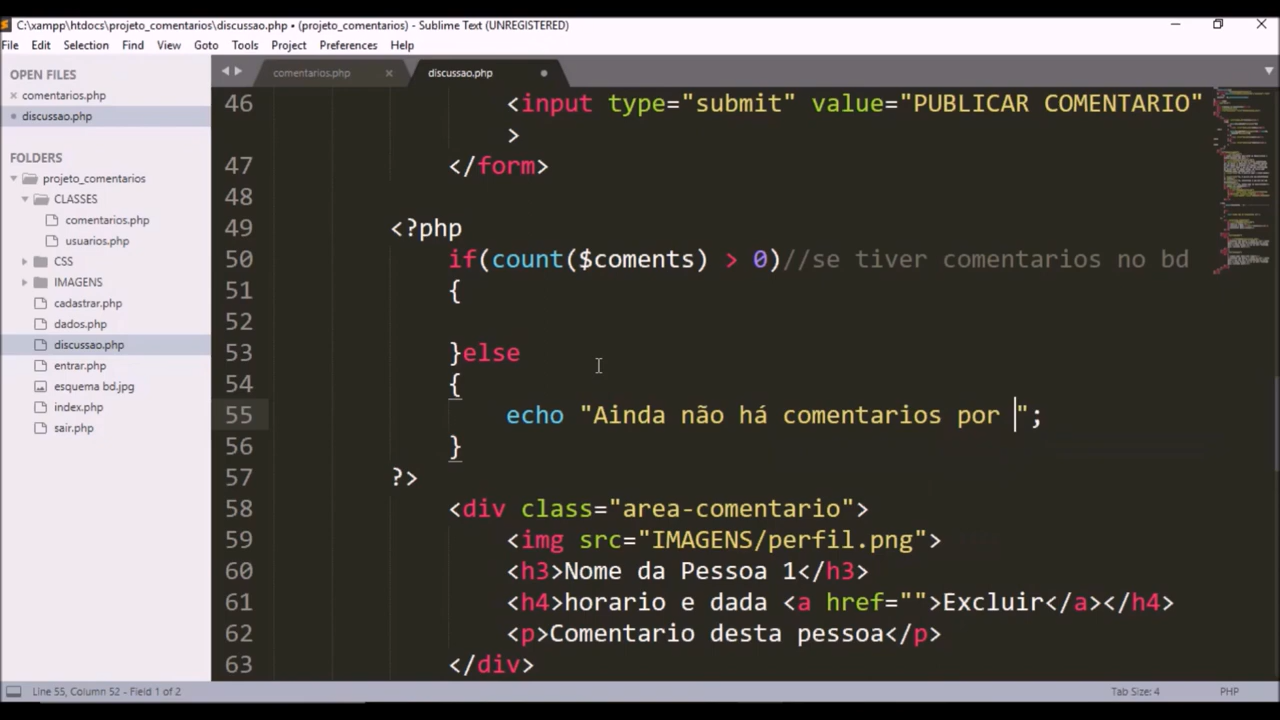 C:\xampp\htdocs\projeto_comentarios\discussao.php • (projeto_comentarios) - Sublime Text (UNREGISTERED)
File Edit Selection Find View Goto Tools Project Preferences Help
OPEN FILES
comentarios.php
discussao.php
FOLDERS
projeto_comentarios
CLASSES
comentarios.php
usuarios.php
CSS
IMAGENS
cadastrar.php
dados.php
discussao.php
entrar.php
esquema bd.jpg
index.php
sair.php
comentarios.php discussao.php
46 <input type="submit" value="PUBLICAR COMENTARIO"
>
47 </form>
48
49 <?php
50 if(count($coments) > 0)//se tiver comentarios no bd
51 {
52
53 }else
54 {
55 echo "Ainda não há comentarios por ";
56 }
57 ?>
58 <div class="area-comentario">
59 <img src="IMAGENS/perfil.png">
60 <h3>Nome da Pessoa 1</h3>
61 <h4>horario e dada <a href="">Excluir</a></h4>
62 <p>Comentario desta pessoa</p>
63 </div>
Line 55, Column 52 - Field 1 of 2 Tab Size: 4 PHP